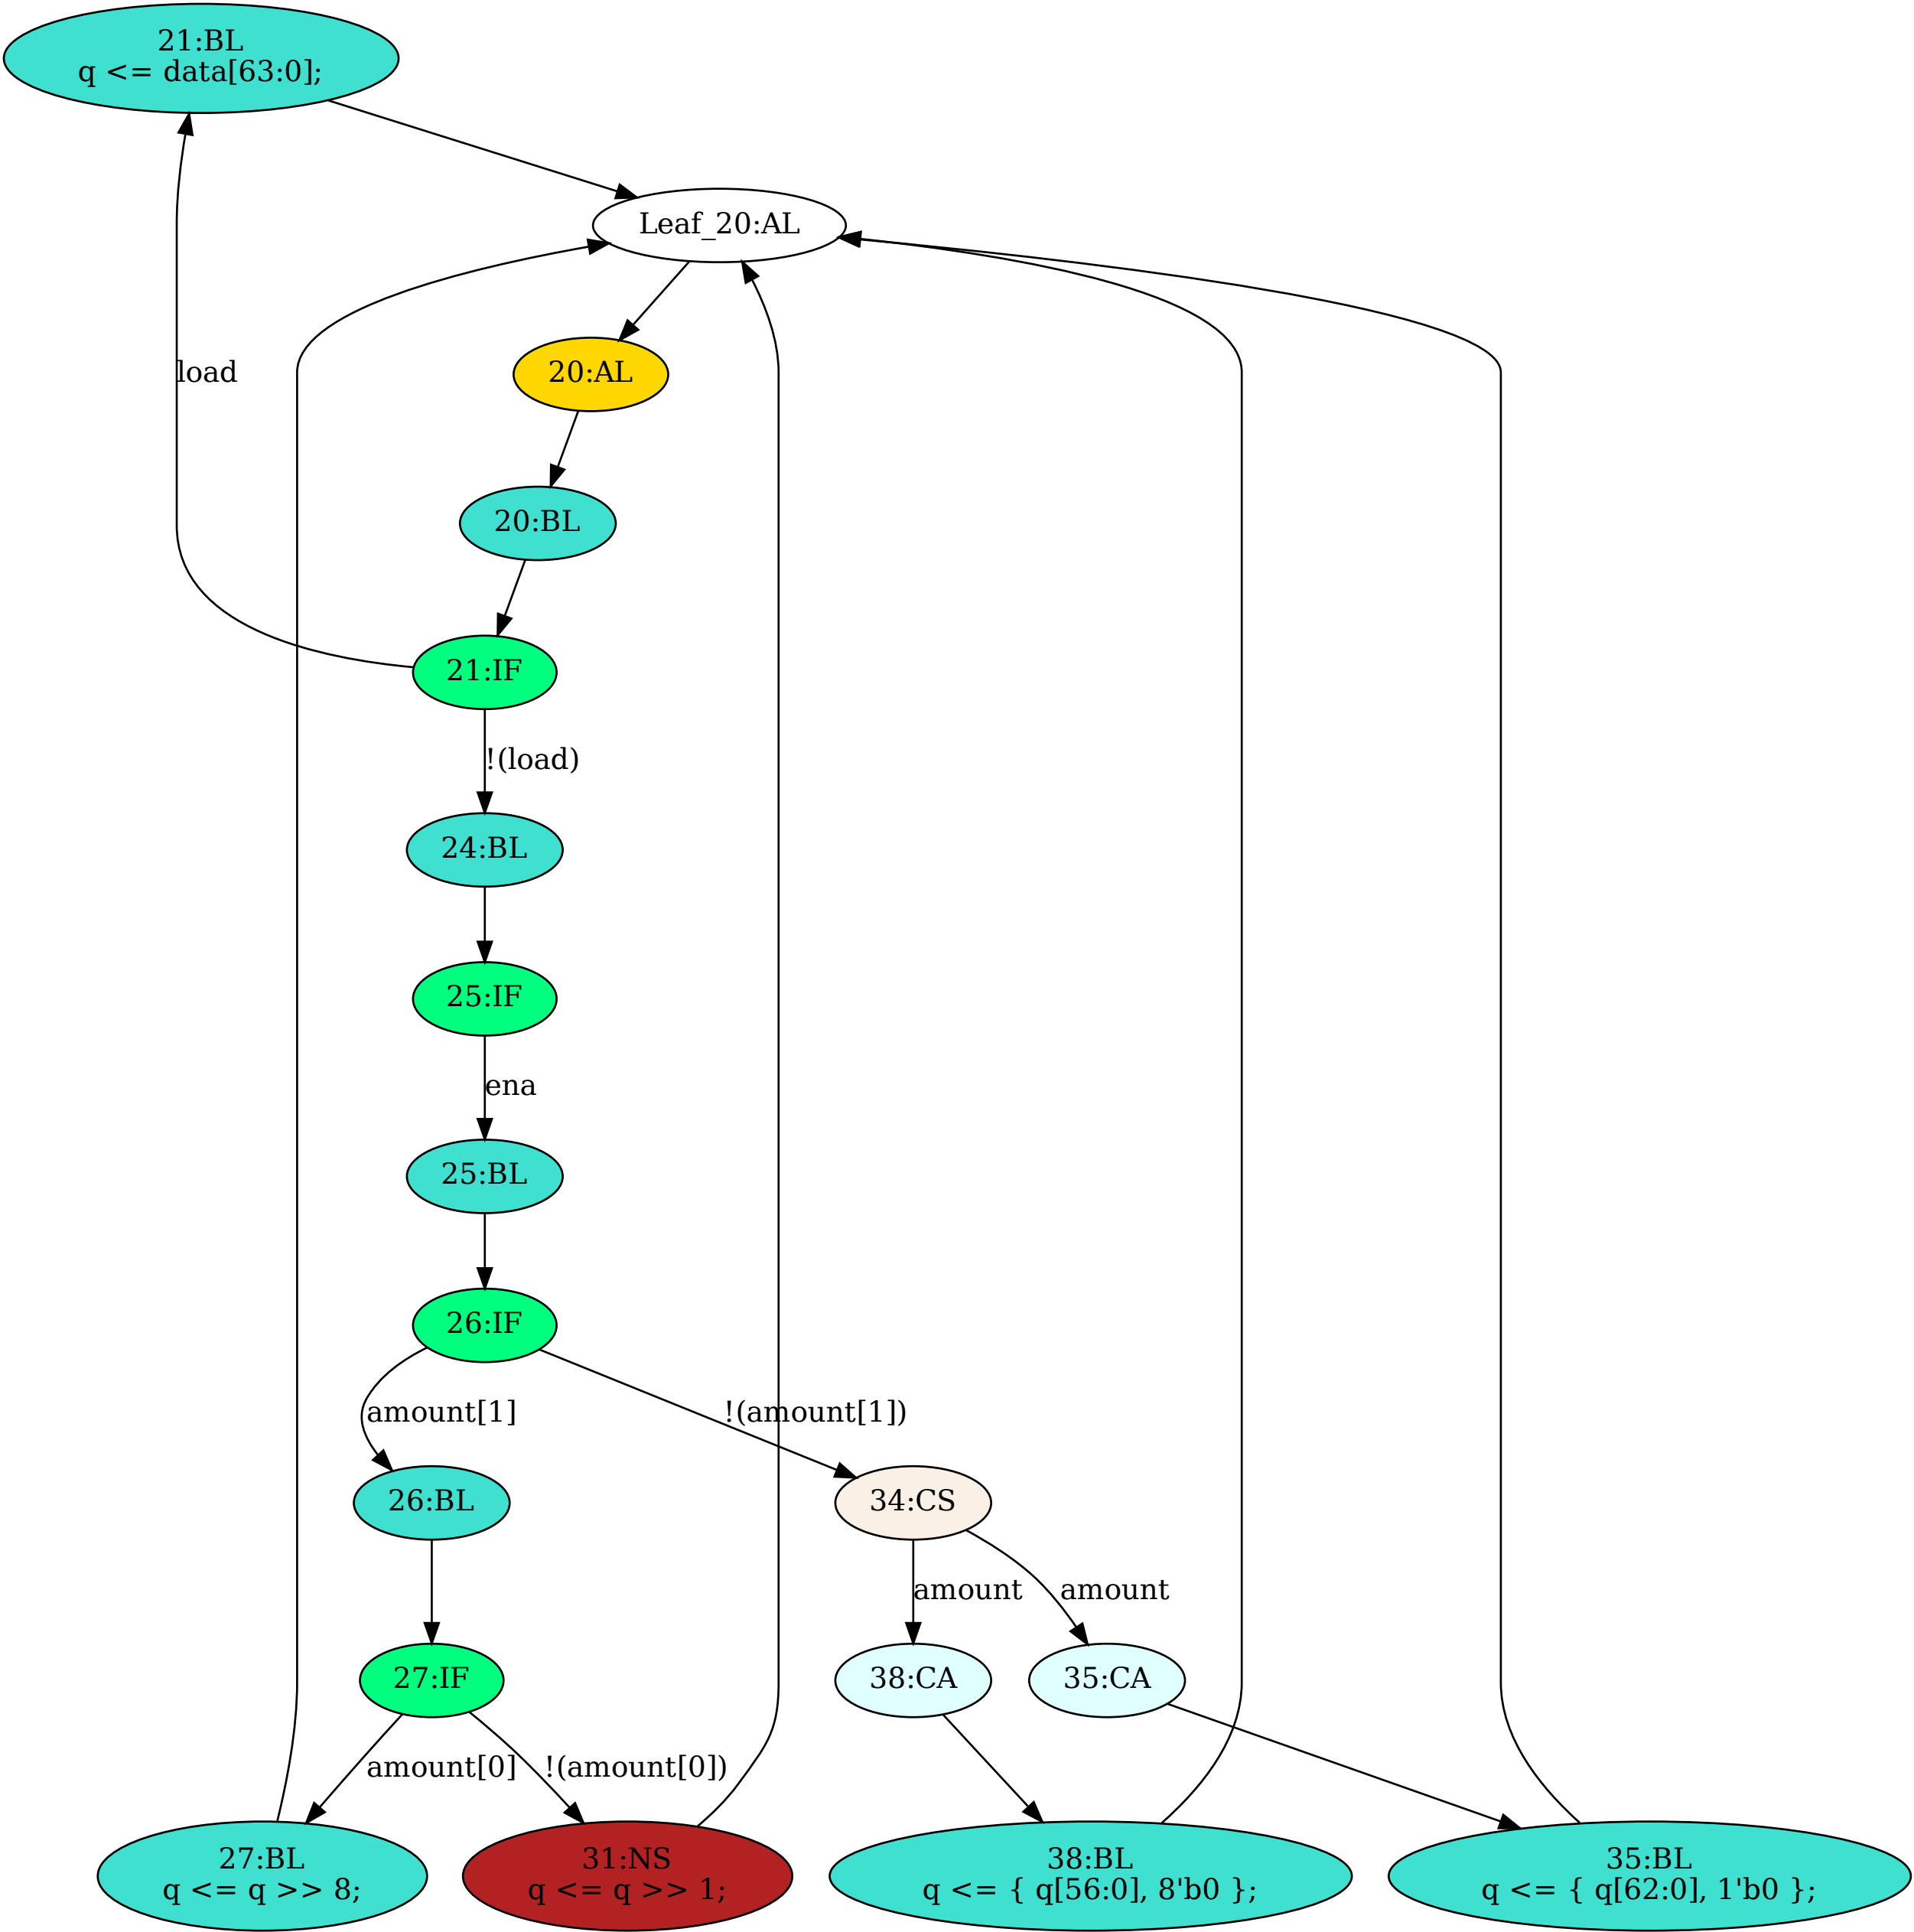 21:BL
q <= data[63:0];
Leaf_20:AL
load
20:AL
20:BL
21:IF
!(load)
24:BL
25:IF
ena
25:BL
26:IF
amount[1]
!(amount[1])
26:BL
34:CS
amount
amount
27:IF
38:CA
35:CA
amount[0]
!(amount[0])
27:BL
q <= q >> 8;
31:NS
q <= q >> 1;
38:BL
q <= { q[56:0], 8'b0 };
35:BL
q <= { q[62:0], 1'b0 };